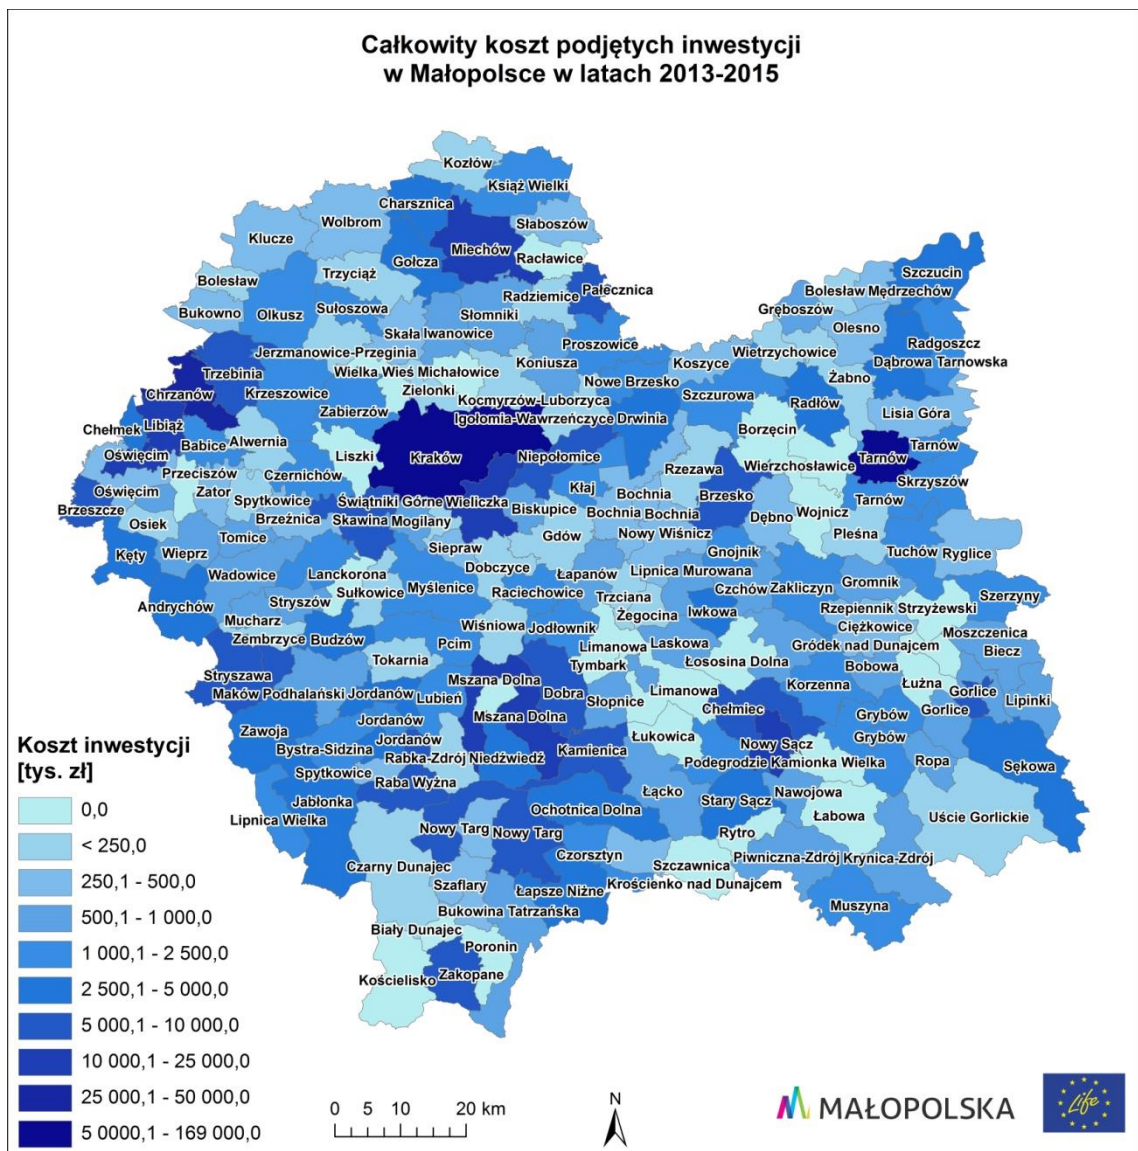 Całkowity koszt podjętych inwestycji
w Małopolsce w latach 2013-2015
Kozłów
Książ Wielki
Charsznica
Wolbrom
Słaboszów
Klucze
Miechów
Racławice
Gołcza
Szczucin
Trzyciąż
Bolesław
Pałecznica
Radziemice
Bolesław Mędrzechów
Bukowno
Olkusz
Sułoszowa
Słomniki
Gręboszów
Skała Iwanowice
Olesno
Proszowice
Radgoszcz
Jerzmanowice-Przeginia
Koniusza
Koszyce
Wietrzychowice
Dąbrowa Tarnowska
Trzebinia
Wielka Wieś Michałowice
Nowe Brzesko
Żabno
Chrzanów
Krzeszowice
Zielonki
Kocmyrzów-Luborzyca
Szczurowa
Radłów
Zabierzów
Igołomia-Wawrzeńczyce Drwinia
Lisia Góra
Chełmek
Libiąż
Babice
Alwernia
Borzęcin
Tarnów
Oświęcim
Liszki
Kraków
Niepołomice
Rzezawa
Wierzchosławice
Tarnów
Przeciszów
Czernichów
Kłaj
Skrzyszów
Oświęcim
Zator
Spytkowice
Świątniki Górne Wieliczka
Bochnia
Brzesko
Tarnów
Brzeszcze
Biskupice
Wojnicz
Osiek
Brzeźnica
Skawina
Mogilany
Bochnia Bochnia
Dębno
Tomice
Gdów
Nowy Wiśnicz
Pleśna
Kęty
Wieprz
Siepraw
Gnojnik
Tuchów
Ryglice
Wadowice
Lanckorona
Dobczyce
Łapanów
Lipnica Murowana
Sułkowice
Myślenice
Raciechowice
Czchów
Zakliczyn
Gromnik
Andrychów
Stryszów
Trzciana
Iwkowa
Szerzyny
Mucharz
Żegocina
Rzepiennik Strzyżewski
Wiśniowa
Jodłownik
Ciężkowice
Zembrzyce
Budzów
Pcim
Limanowa
Laskowa
Moszczenica
Gródek nad Dunajcem
Biecz
Tokarnia
Tymbark
Łososina Dolna
Bobowa
Stryszawa
Mszana Dolna
Łużna
Maków Podhalański
Jordanów
Lubień
Dobra
Limanowa
Korzenna
Gorlice
Słopnice
Chełmiec
Gorlice
Lipinki
Jordanów
Mszana Dolna
Grybów
Zawoja
Łukowica
Grybów
Jordanów
Bystra-Sidzina
Kamienica
Nowy Sącz
Rabka-Zdrój Niedźwiedź
Podegrodzie Kamionka Wielka
Ropa
Sękowa
Spytkowice
Raba Wyżna
Łącko
Nawojowa
Jabłonka
Ochotnica Dolna
Stary Sącz
Łabowa
Uście Gorlickie
Lipnica Wielka
Nowy Targ
Nowy Targ
Rytro
Czorsztyn
Piwniczna-Zdrój Krynica-Zdrój
Czarny Dunajec
Szczawnica
Szaflary
Łapsze Niżne
Krościenko nad Dunajcem
Bukowina Tatrzańska
Muszyna
Biały Dunajec
Poronin
Kościelisko
Zakopane
Koszt inwestycji
[tys. zł]
0,0
< 250,0
250,1 - 500,0
500,1 - 1 000,0
1 000,1 - 2 500,0
2 500,1 - 5 000,0
5 000,1 - 10 000,0
10 000,1 - 25 000,0
25 000,1 - 50 000,0
5 0000,1 - 169 000,0
0 5 10 20 km
N
MAŁOPOLSKA
Life